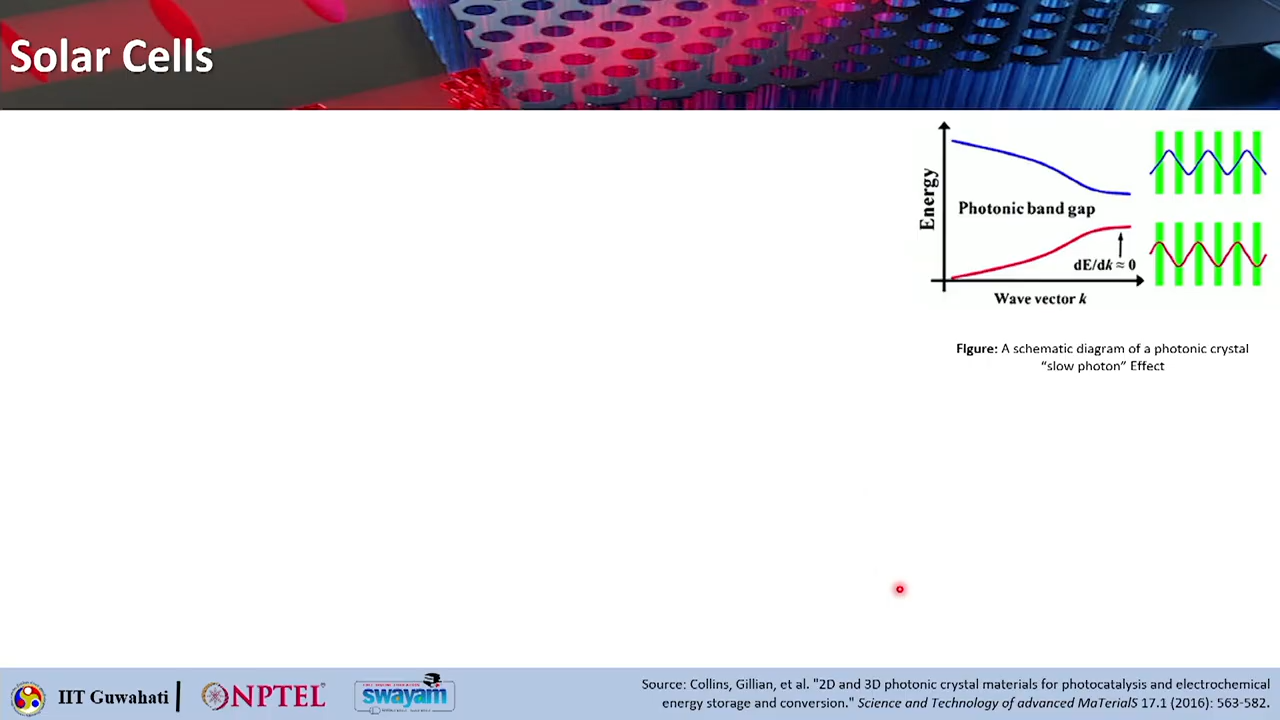 Solar Cells
Energy
Photonic band gap
dE/dk ≈ 0
Wave vector k
FIgure: A schematic diagram of a photonic crystal
“slow photon” Effect
IIT Guwahati
NPTEL
swayam
Source: Collins, Gillian, et al. "2D and 3D photonic crystal materials for photocatalysis and electrochemical
energy storage and conversion." Science and Technology of advanced MaTerialS 17.1 (2016): 563-582.